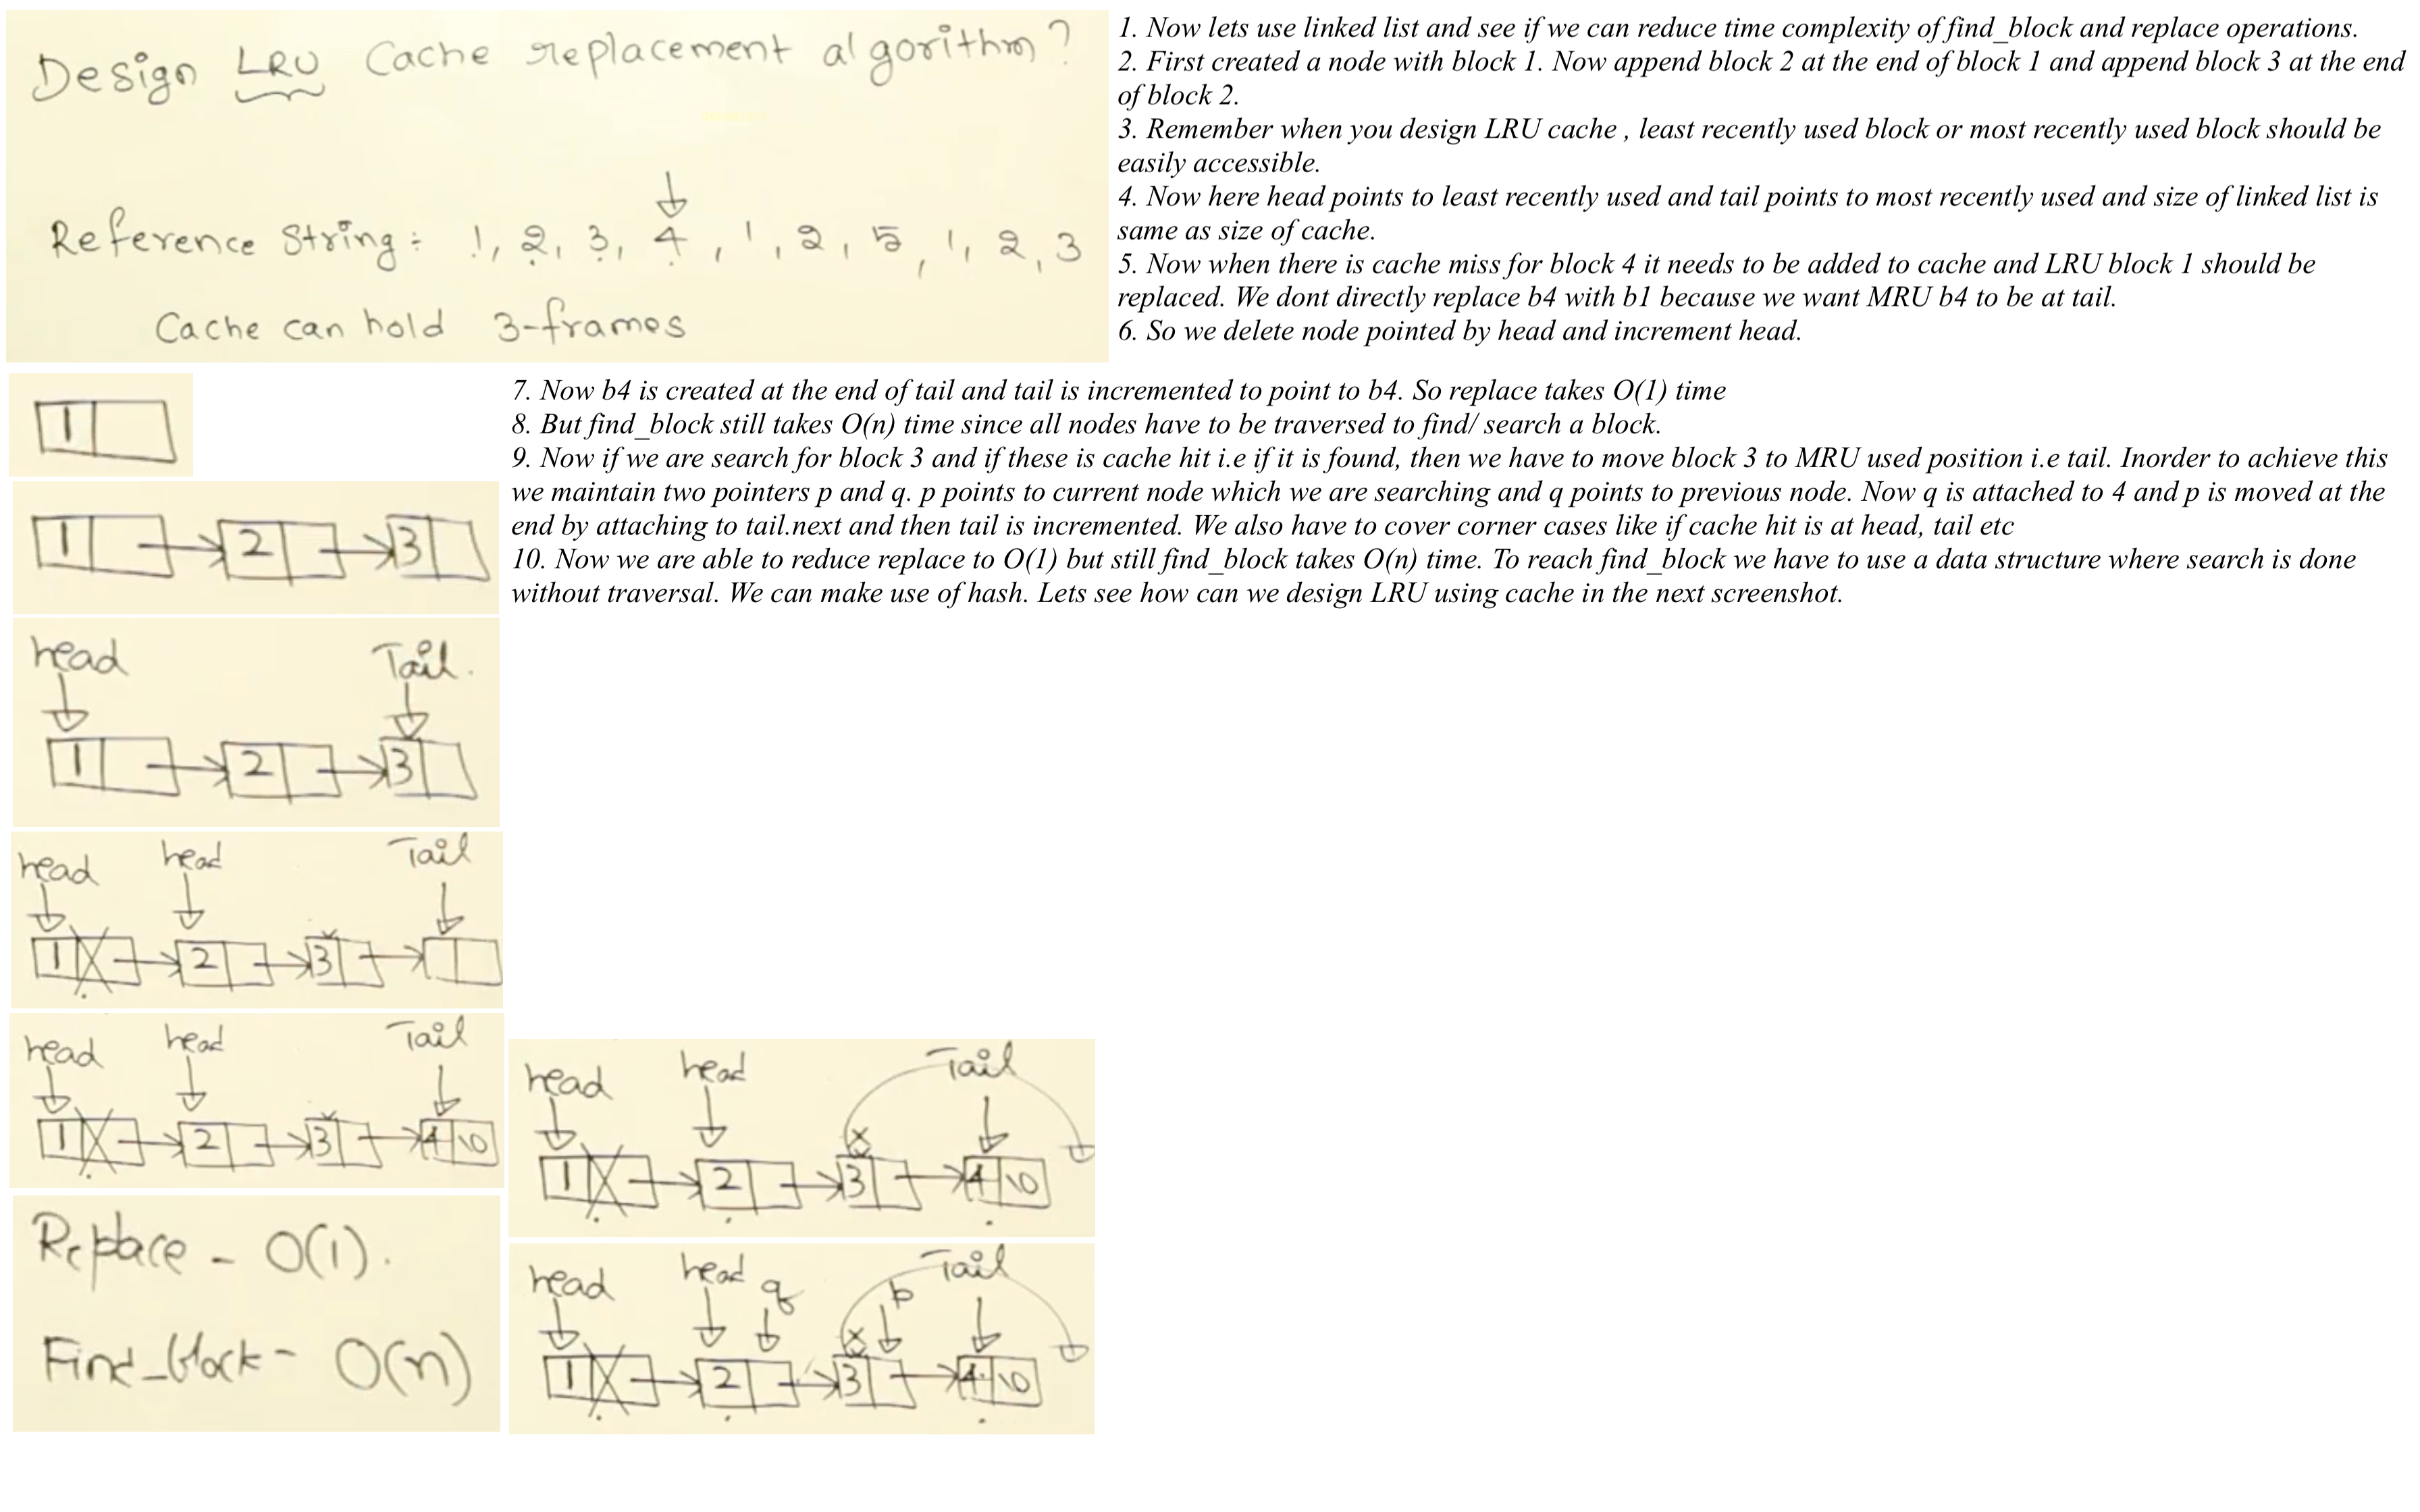 Design LRU Cache replacement algorithm?
Reference String: 1, 2, 3, 4, 1, 2, 5, 1, 2, 3
Cache can hold 3-frames
1. Now lets use linked list and see if we can reduce time complexity of find_block and replace operations.
2. First created a node with block 1. Now append block 2 at the end of block 1 and append block 3 at the end
of block 2.
3. Remember when you design LRU cache , least recently used block or most recently used block should be
easily accessible.
4. Now here head points to least recently used and tail points to most recently used and size of linked list is
same as size of cache.
5. Now when there is cache miss for block 4 it needs to be added to cache and LRU block 1 should be
replaced. We dont directly replace b4 with b1 because we want MRU b4 to be at tail.
6. So we delete node pointed by head and increment head.
7. Now b4 is created at the end of tail and tail is incremented to point to b4. So replace takes O(1) time
8. But find_block still takes O(n) time since all nodes have to be traversed to find/ search a block.
9. Now if we are search for block 3 and if these is cache hit i.e if it is found, then we have to move block 3 to MRU used position i.e tail. Inorder to achieve this
we maintain two pointers p and q. p points to current node which we are searching and q points to previous node. Now q is attached to 4 and p is moved at the
end by attaching to tail.next and then tail is incremented. We also have to cover corner cases like if cache hit is at head, tail etc
10. Now we are able to reduce replace to O(1) but still find_block takes O(n) time. To reach find_block we have to use a data structure where search is done
without traversal. We can make use of hash. Lets see how can we design LRU using cache in the next screenshot.
1
1 2 3
head Tail.
1 2 3
head head Tail
1 2 3
head head Tail
1 2 3 4 10
Replace - O(1).
Find_block - O(n)
head head Tail
1 2 3 4 10
head head q p Tail
1 2 3 4 10